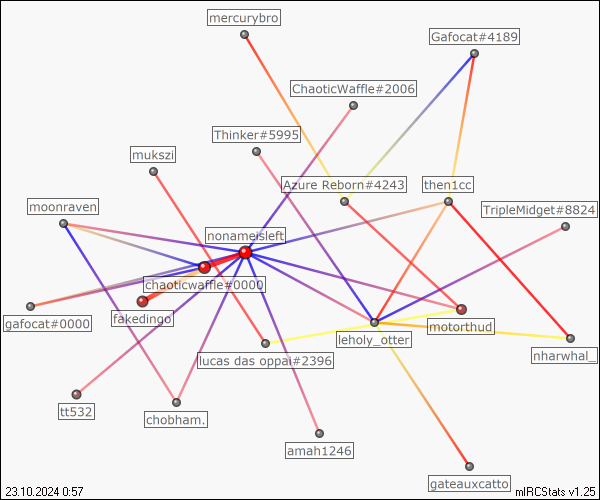 mercurybro
Gafocat#4189
ChaoticWaffle#2006
Thinker#5995
mukszi
Azure Reborn#4243
then1cc
moonraven
TripleMidget#8824
nonameisleft
chaoticwaffle#0000
gafocat#0000
fakedingo
motorthud
leholy_otter
nharwhal_
lucas das oppai#2396
tt532
chobham.
amah1246
gateauxcatto
23.10.2024 0:57
mIRCStats v1.25